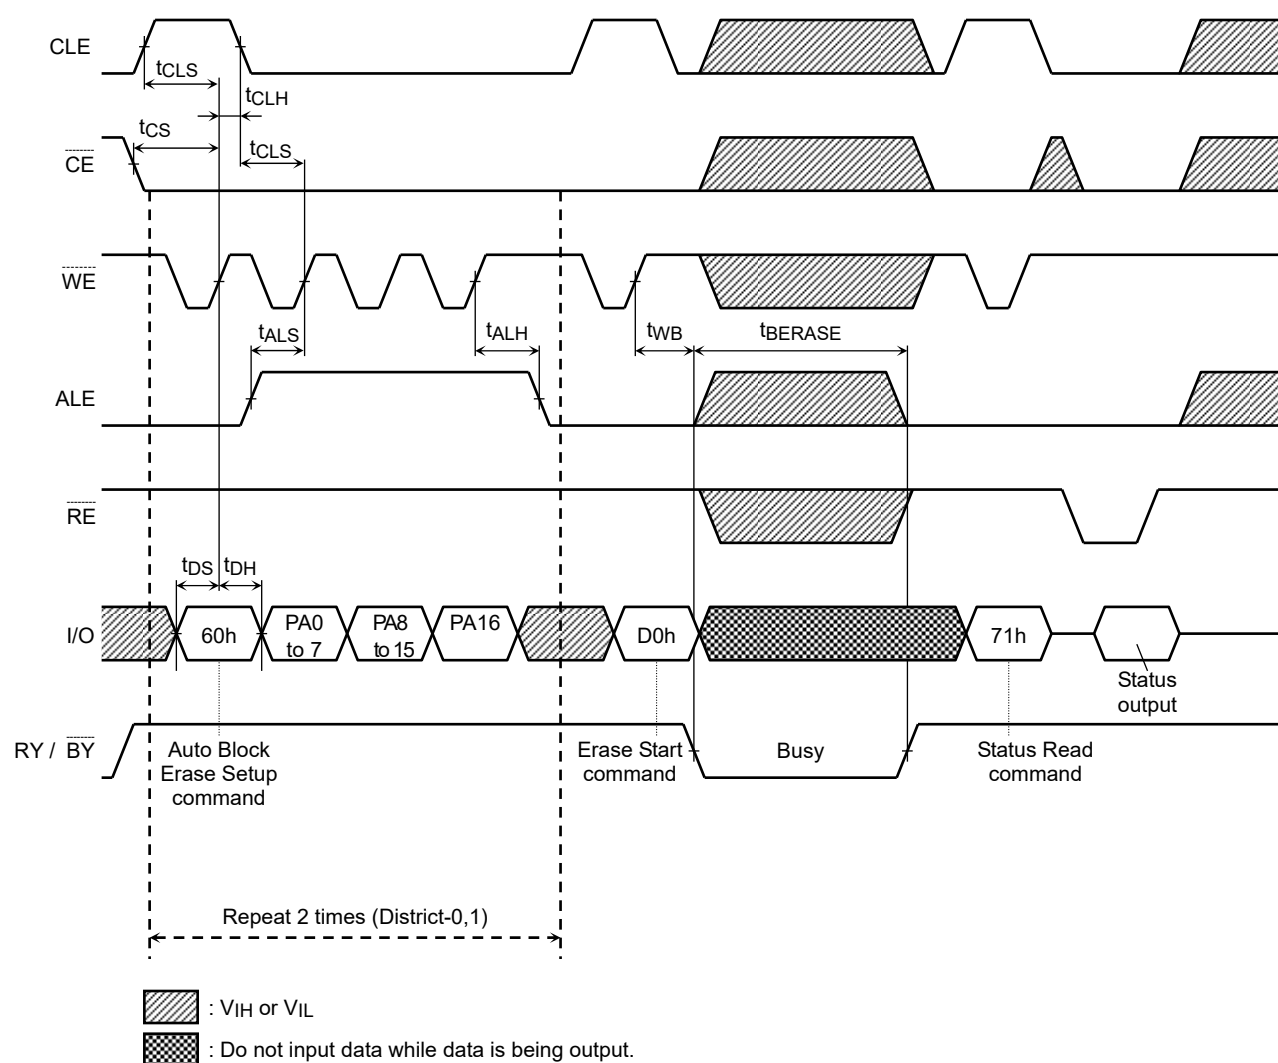 CLE
tCLS
tCLH
tCS
CE
tCLS
WE
tALS
tALH
tWB
tBERASE
ALE
RE
tDS
tDH
I/O
60h
PA0
to 7
PA8
to 15
PA16
D0h
71h
Status
output
RY / BY
Auto Block
Erase Setup
command
Erase Start
command
Busy
Status Read
command
Repeat 2 times (District-0,1)
: VIH or VIL
: Do not input data while data is being output.